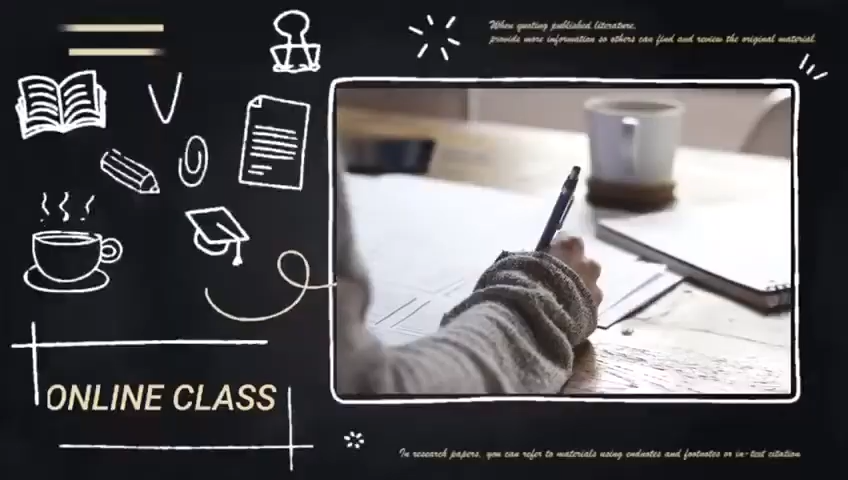 When quoting published literature,
provide more information so others can find and review the original material.
ONLINE CLASS
In research papers, you can refer to materials using endnotes and footnotes or in-text citation